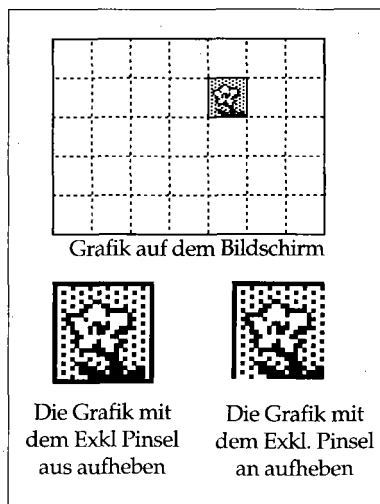 Grafik auf dem Bildschirm
Die Grafik mit
dem Exkl Pinsel
aus aufheben
Die Grafik mit
dem Exkl. Pinsel
an aufheben